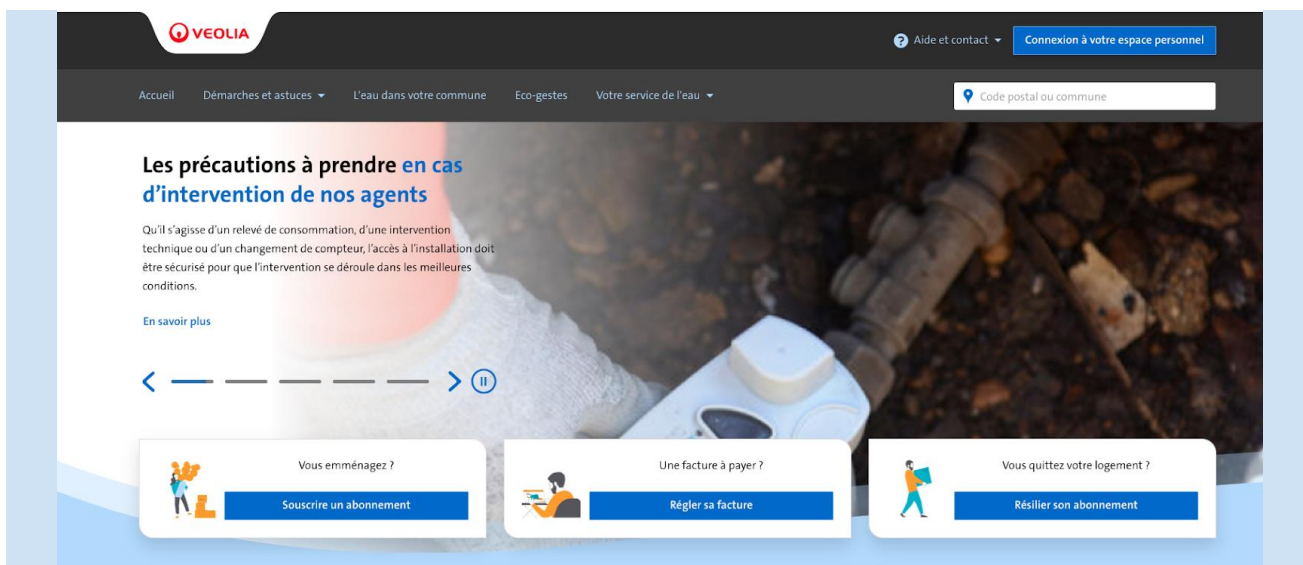 VEOLIA
Aide et contact
Connexion à votre espace personnel
Accueil
Démarches et astuces
L'eau dans votre commune
Eco-gestes
Votre service de l'eau
Code postal ou commune
Les précautions à prendre en cas
d'intervention de nos agents
Qu'il s'agisse d'un relevé de consommation, d'une intervention
technique ou d'un changement de compteur, l'accès à l'installation doit
être sécurisé pour que l'intervention se déroule dans les meilleures
conditions.
En savoir plus
Vous emménagez ?
Souscrire un abonnement
Une facture à payer ?
Régler sa facture
Vous quittez votre logement ?
Résilier son abonnement